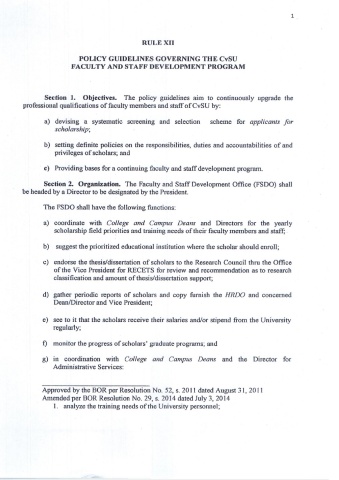 1
RULE XII
POLICY GUIDELINES GOVERNING THE CvSU
FACULTY AND STAFF DEVELOPMENT PROGRAM
Section 1. Objectives. The policy guidelines aim to continuously upgrade the
professional qualifications of faculty members and staff of CvSU by:
a) devising a systematic screening and selection scheme for applicants for
scholarship;
b) setting definite policies on the responsibilities, duties and accountabilities of and
privileges of scholars; and
c) Providing bases for a continuing faculty and staff development program.
Section 2. Organization. The Faculty and Staff Development Office (FSDO) shall
be headed by a Director to be designated by the President.
The FSDO shall have the following functions:
a) coordinate with College and Campus Deans and Directors for the yearly
scholarship field priorities and training needs of their faculty members and staff;
b) suggest the prioritized educational institution where the scholar should enroll;
c) endorse the thesis/dissertation of scholars to the Research Council thru the Office
of the Vice President for RECETS for review and recommendation as to research
classification and amount of thesis/dissertation support;
d) gather periodic reports of scholars and copy furnish the HRDO and concerned
Dean/Director and Vice President;
e) see to it that the scholars receive their salaries and/or stipend from the University
regularly;
f) monitor the progress of scholars' graduate programs; and
g) in coordination with College and Campus Deans and the Director for
Administrative Services:
Approved by the BOR per Resolution No. 52, s. 2011 dated August 31, 2011
Amended per BOR Resolution No. 29, s. 2014 dated July 3, 2014
1. analyze the training needs of the University personnel;